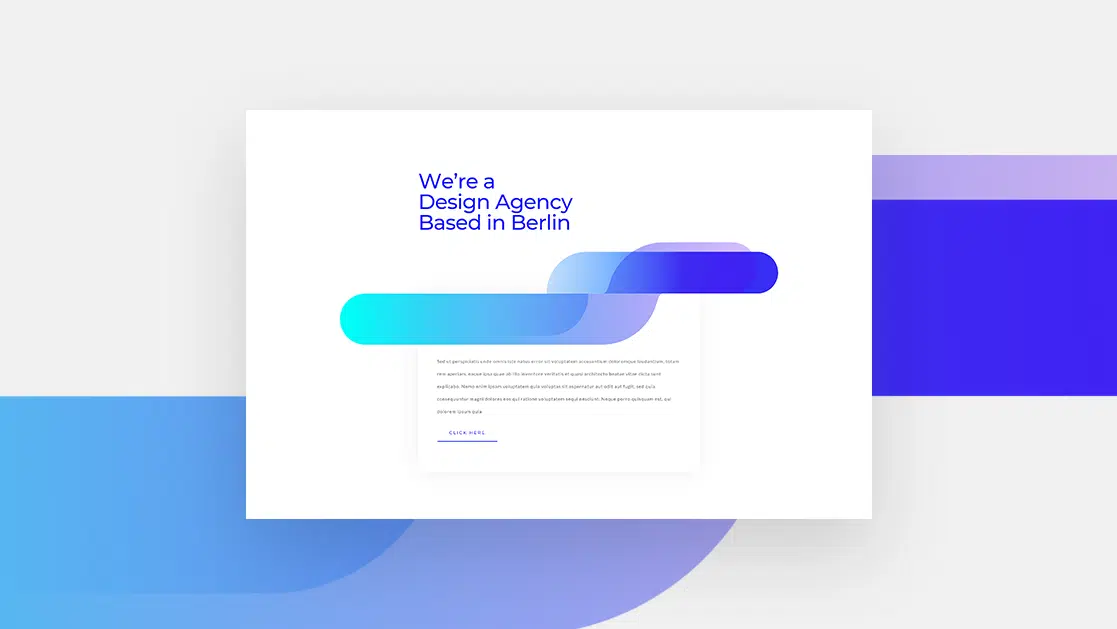 We're a
Design Agency
Based in Berlin
Sed ut perspiciatis unde omnis iste natus error sit voluptatem accusantium doloremque laudantium, totam
rem aperiam, eaque ipsa quae ab illo inventore veritatis et quasi architecto beatae vitae dicta sunt
explicabo. Nemo enim ipsam voluptatem quia voluptas sit aspernatur aut odit aut fugit, sed quia
consequuntur magni dolores eos qui ratione voluptatem sequi nesciunt. Neque porro quisquam est, qui
dolorem ipsum quia
CLICK HERE